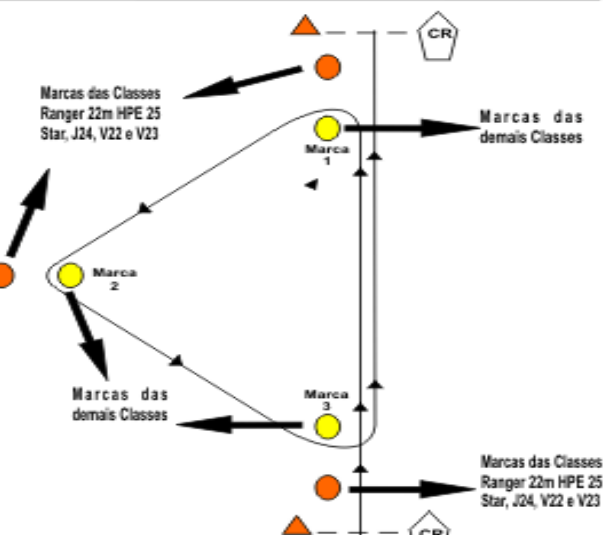 CR
Marcas das Classes
Ranger 22m HPE 25
Star, J24, V22 e V23
Marcas das
demais Classes
Marca
1
Marca
2
Marcas das
demais Classes
Marca
3
Marcas das Classes
Ranger 22m HPE 25
Star, J24, V22 e V23
CR